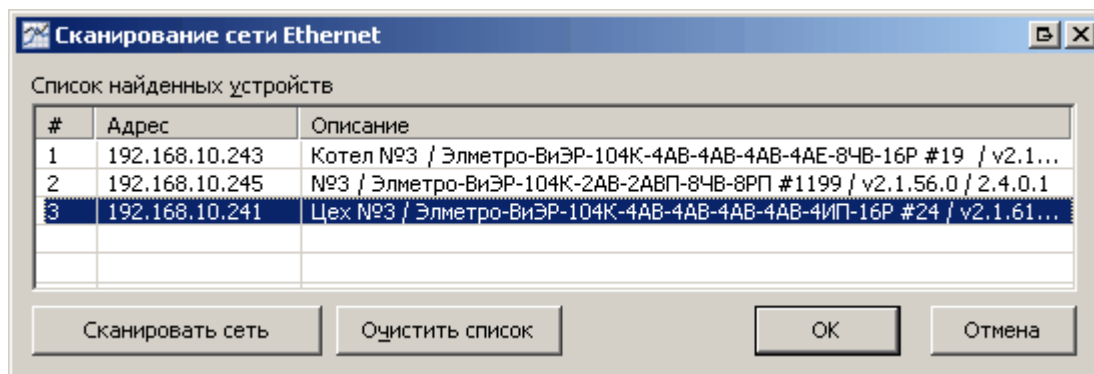 Сканирование сети Ethernet
Список найденных устройств
# Адрес Описание
1 192.168.10.243 Котел №3 / Элметро-ВиЭР-104К-4АВ-4АВ-4АВ-4АЕ-8ЧВ-16Р #19 / v2.1...
2 192.168.10.245 №3 / Элметро-ВиЭР-104К-2АВ-2АВП-8ЧВ-8РП #1199 / v2.1.56.0 / 2.4.0.1
3 192.168.10.241 Цех №3 / Элметро-ВиЭР-104К-4АВ-4АВ-4АВ-4АВ-4ИП-16Р #24 / v2.1.61...
Сканировать сеть Очистить список OK Отмена